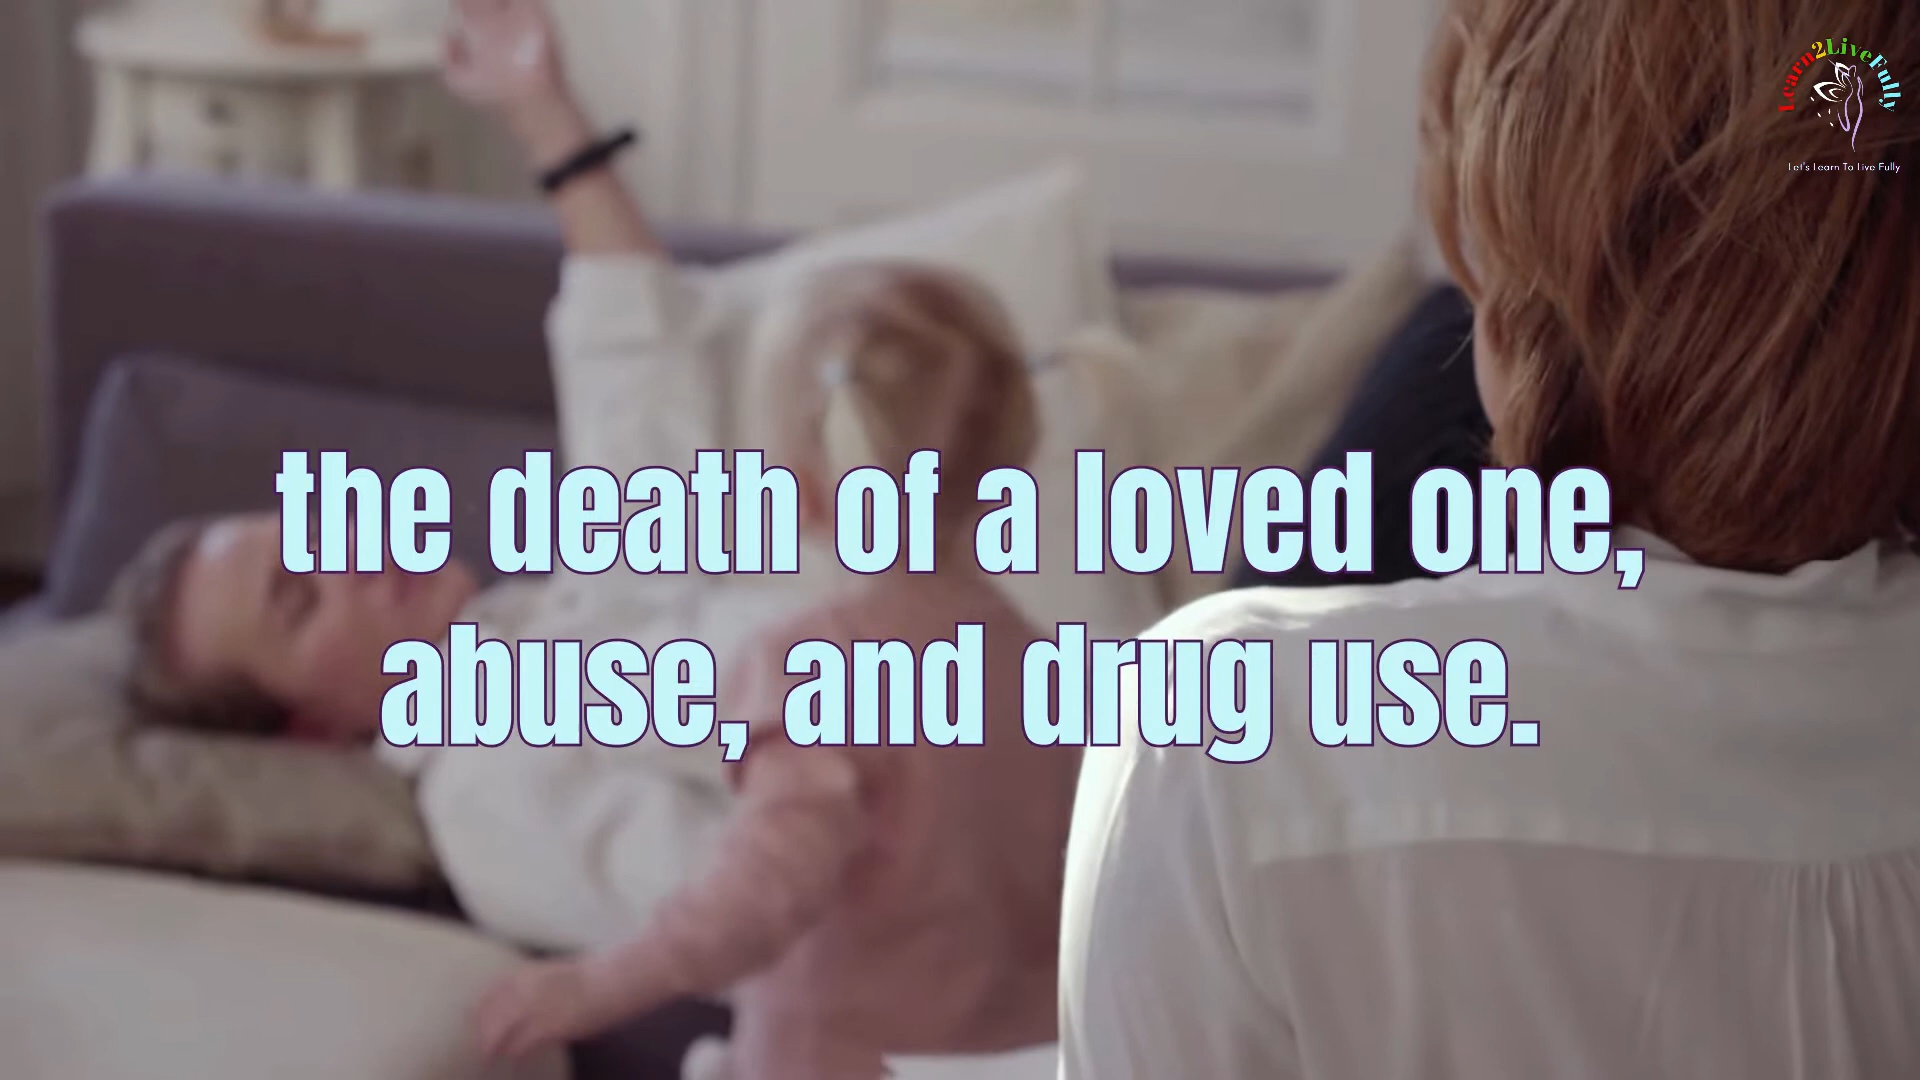 Learn2LiveFully
Let's Learn To Live Fully
the death of a loved one,
abuse, and drug use.